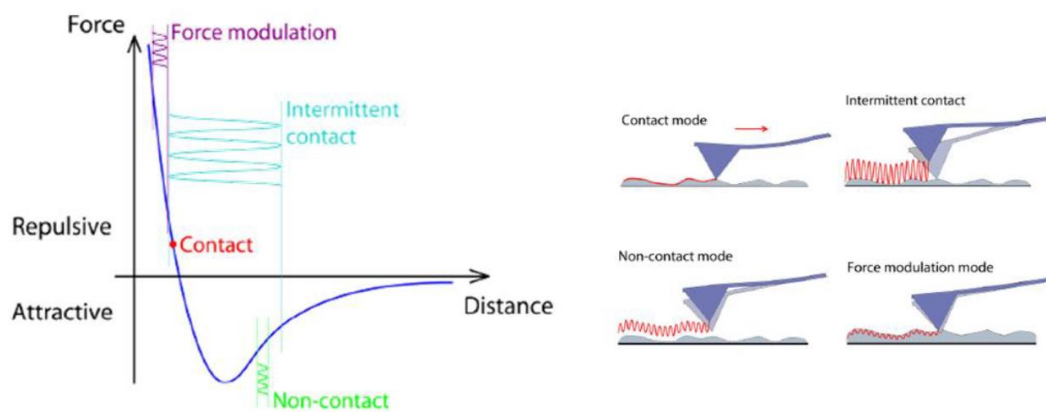 Force
Force modulation
Intermittent
contact
Repulsive
Contact
Attractive
Distance
Non-contact
Contact mode
Intermittent contact
Non-contact mode
Force modulation mode